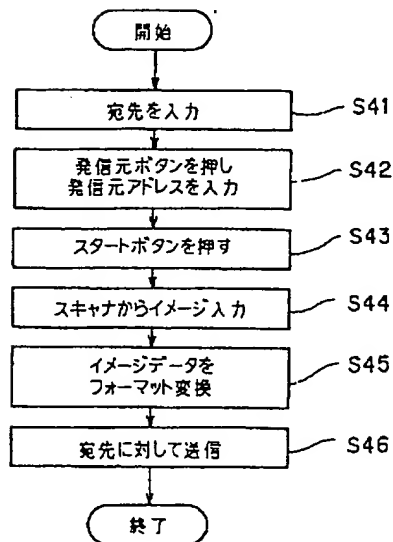 開始
宛先を入力
S41
発信元ボタンを押し
発信元アドレスを入力
S42
スタートボタンを押す
S43
スキャナからイメージ入力
S44
イメージデータを
フォーマット変換
S45
宛先に対して送信
S46
終了